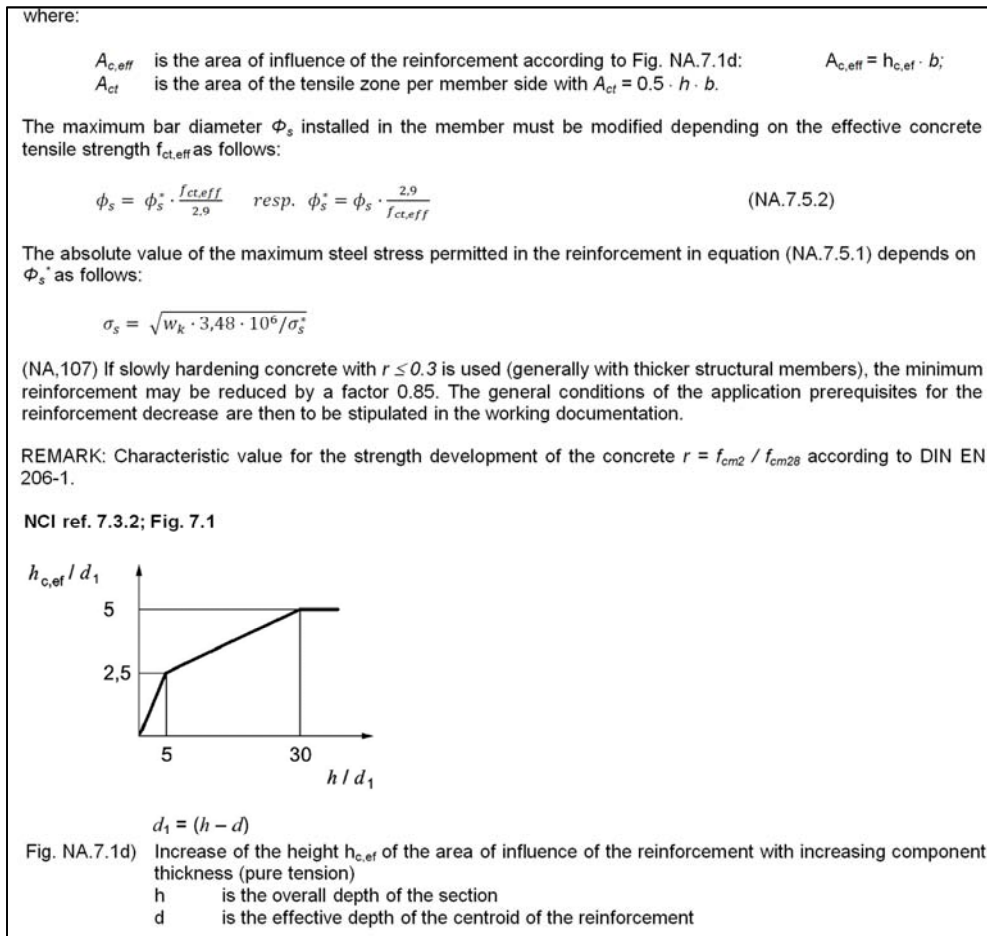 where:
A_c,eff is the area of influence of the reinforcement according to Fig. NA.7.1d: A_c,eff = h_c,ef · b;
A_ct is the area of the tensile zone per member side with A_ct = 0.5 · h · b.
The maximum bar diameter Φ_s installed in the member must be modified depending on the effective concrete
tensile strength f_ct,eff as follows:
ϕ_s = ϕ_s^* · f_ct,eff / 2,9 resp. ϕ_s^* = ϕ_s · 2,9 / f_ct,eff (NA.7.5.2)
The absolute value of the maximum steel stress permitted in the reinforcement in equation (NA.7.5.1) depends on
Φ_s^* as follows:
σ_s = √(w_k · 3,48 · 10^6/σ_s^*)
(NA,107) If slowly hardening concrete with r ≤ 0.3 is used (generally with thicker structural members), the minimum
reinforcement may be reduced by a factor 0.85. The general conditions of the application prerequisites for the
reinforcement decrease are then to be stipulated in the working documentation.
REMARK: Characteristic value for the strength development of the concrete r = f_cm2 / f_cm28 according to DIN EN
206-1.
NCI ref. 7.3.2; Fig. 7.1
h_c,ef / d_1
5
2,5
5 30
h / d_1
d_1 = (h – d)
Fig. NA.7.1d) Increase of the height h_c,ef of the area of influence of the reinforcement with increasing component
thickness (pure tension)
h is the overall depth of the section
d is the effective depth of the centroid of the reinforcement